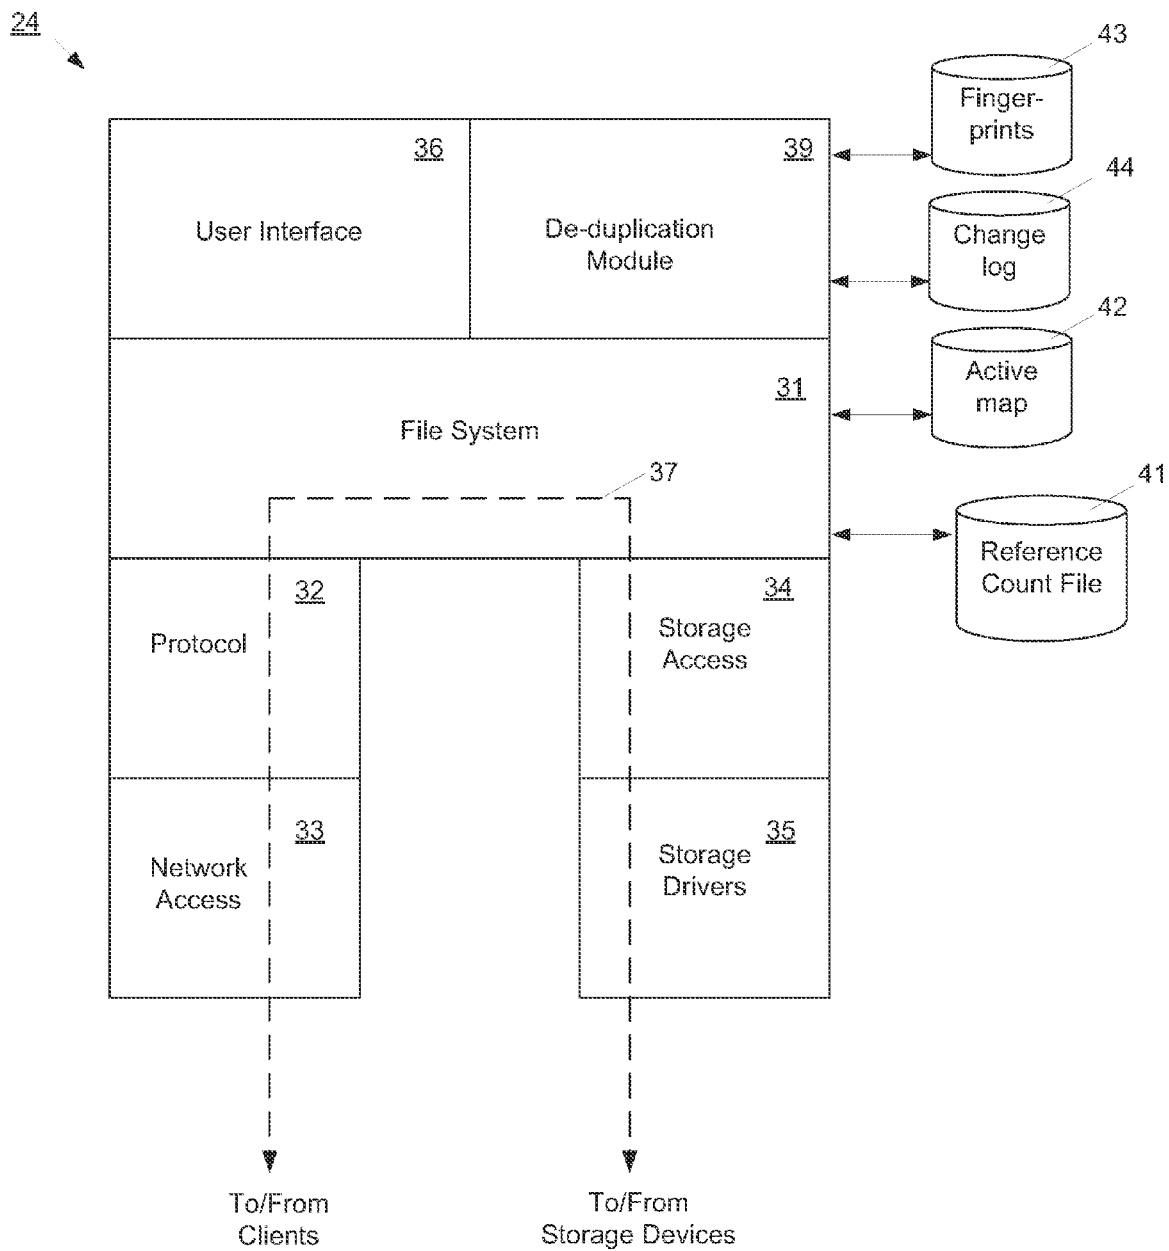 24
43
Finger-
prints
36
39
44
User Interface
De-duplication
Module
Change
log
42
Active
map
31
File System
37
41
Reference
Count File
32
34
Protocol
Storage
Access
33
35
Network
Access
Storage
Drivers
To/From
Clients
To/From
Storage Devices